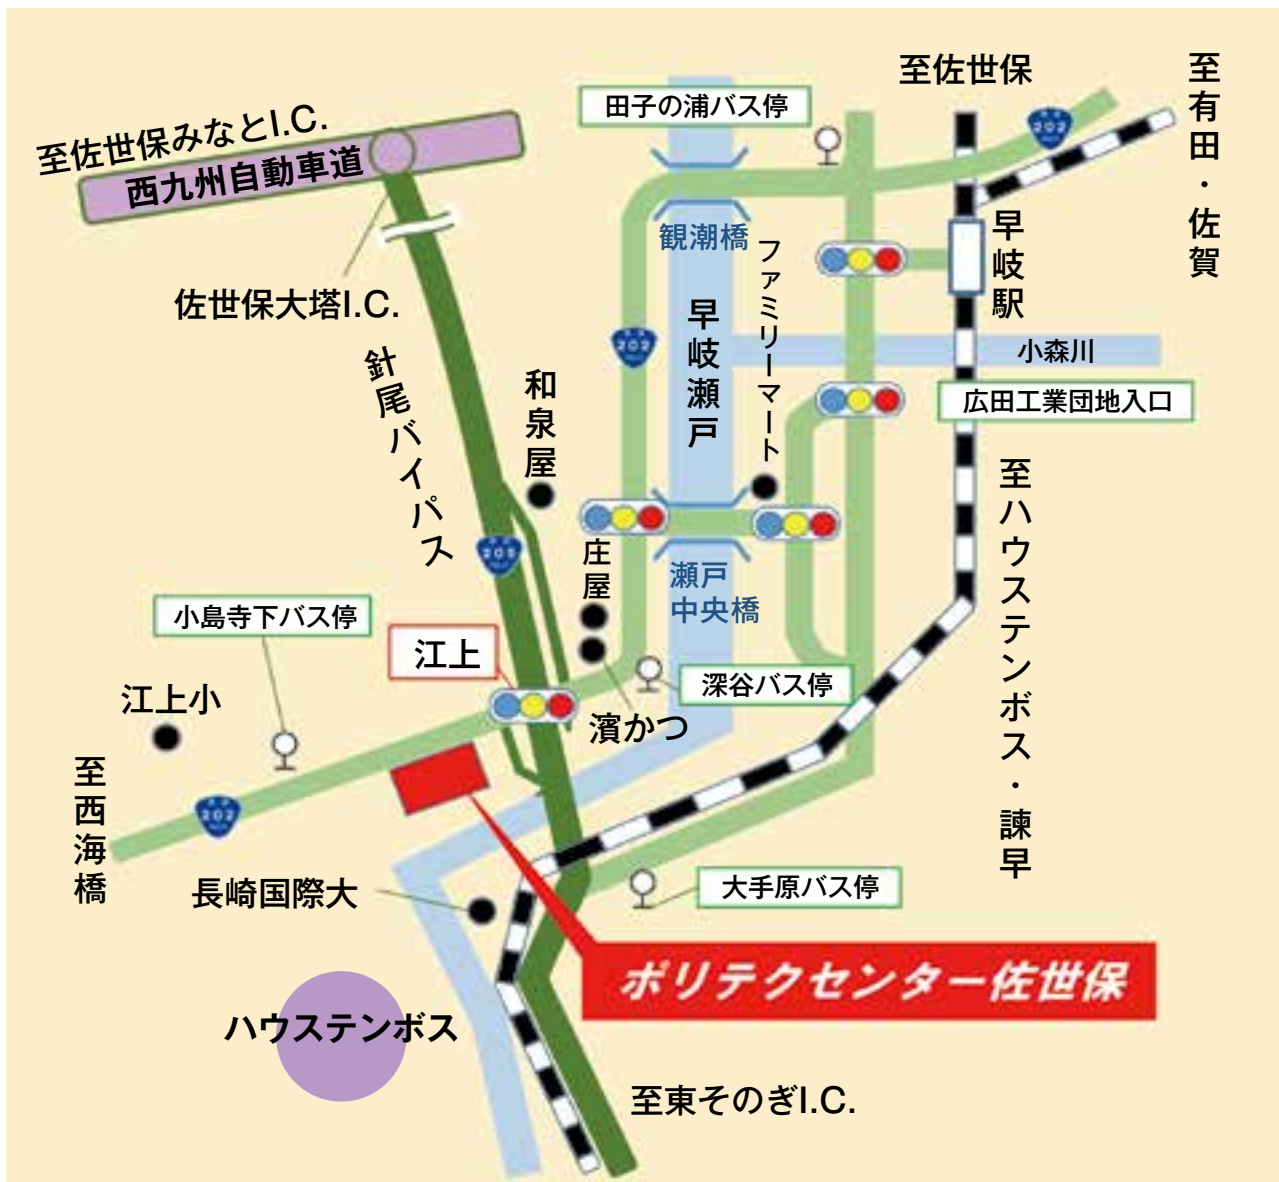 至佐世保
至有田・佐賀
田子の浦バス停
202
至佐世保みなとI.C.
西九州自動車道
観潮橋
早岐駅
ファミリーマート
佐世保大塔I.C.
早岐瀬戸
202
小森川
針尾バイパス
和泉屋
広田工業団地入口
至ハウステンボス・諫早
205
庄屋
瀬戸
中央橋
小島寺下バス停
江上
深谷バス停
江上小
濱かつ
至西海橋
202
長崎国際大
大手原バス停
ポリテクセンター佐世保
ハウステンボス
至東そのぎI.C.